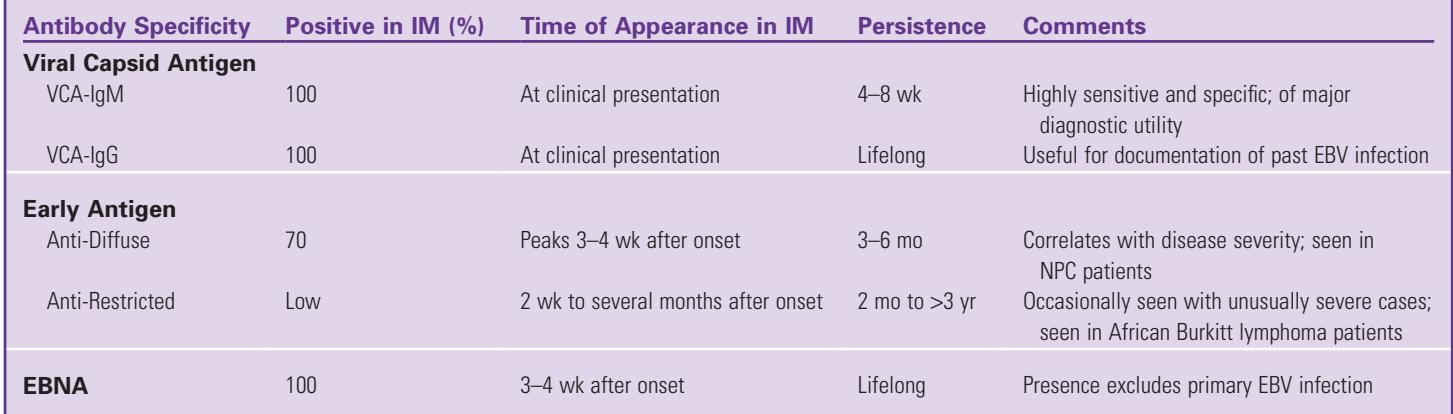 Antibody Specificity Positive in IM (%) Time of Appearance in IM Persistence Comments
Viral Capsid Antigen
VCA-IgM 100 At clinical presentation 4–8 wk Highly sensitive and specific; of major
diagnostic utility
VCA-IgG 100 At clinical presentation Lifelong Useful for documentation of past EBV infection
Early Antigen
Anti-Diffuse 70 Peaks 3–4 wk after onset 3–6 mo Correlates with disease severity; seen in
NPC patients
Anti-Restricted Low 2 wk to several months after onset 2 mo to >3 yr Occasionally seen with unusually severe cases;
seen in African Burkitt lymphoma patients
EBNA 100 3–4 wk after onset Lifelong Presence excludes primary EBV infection